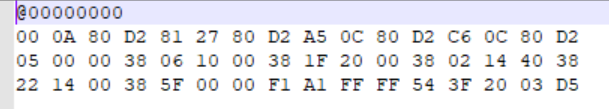 @00000000
00 0A 80 D2 81 27 80 D2 A5 0C 80 D2 C6 0C 80 D2
05 00 00 38 06 10 00 38 1F 20 00 38 02 14 40 38
22 14 00 38 5F 00 00 F1 A1 FF FF 54 3F 20 03 D5